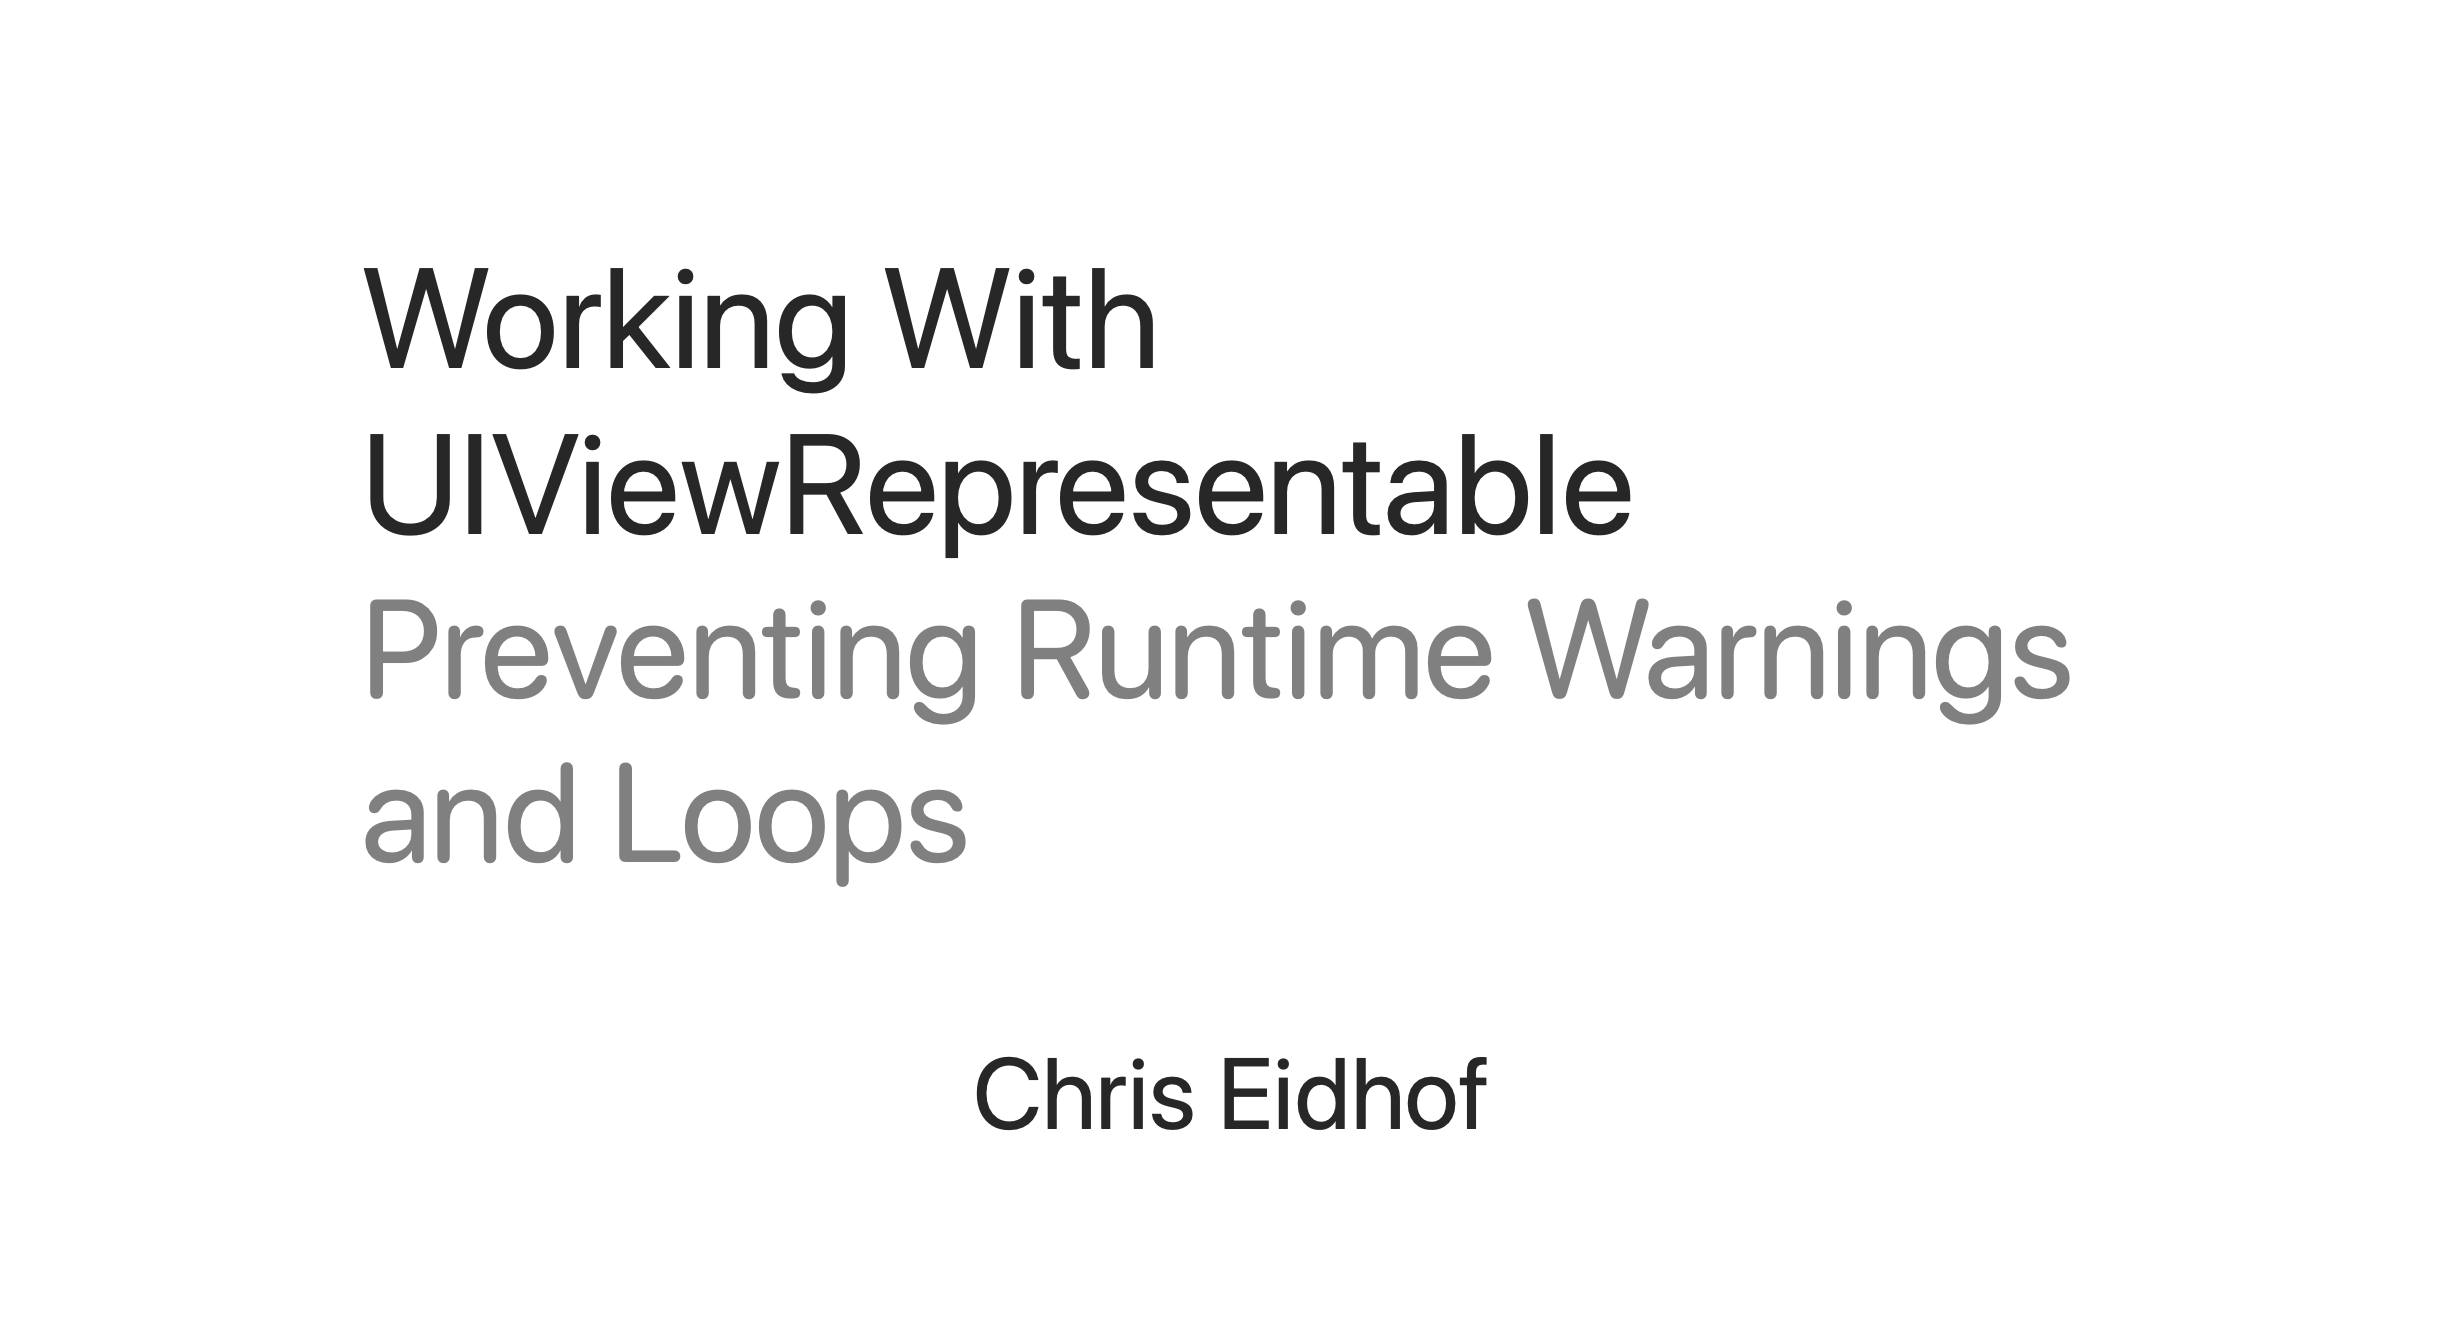 Working With
UIViewRepresentable
Preventing Runtime Warnings
and Loops
Chris Eidhof